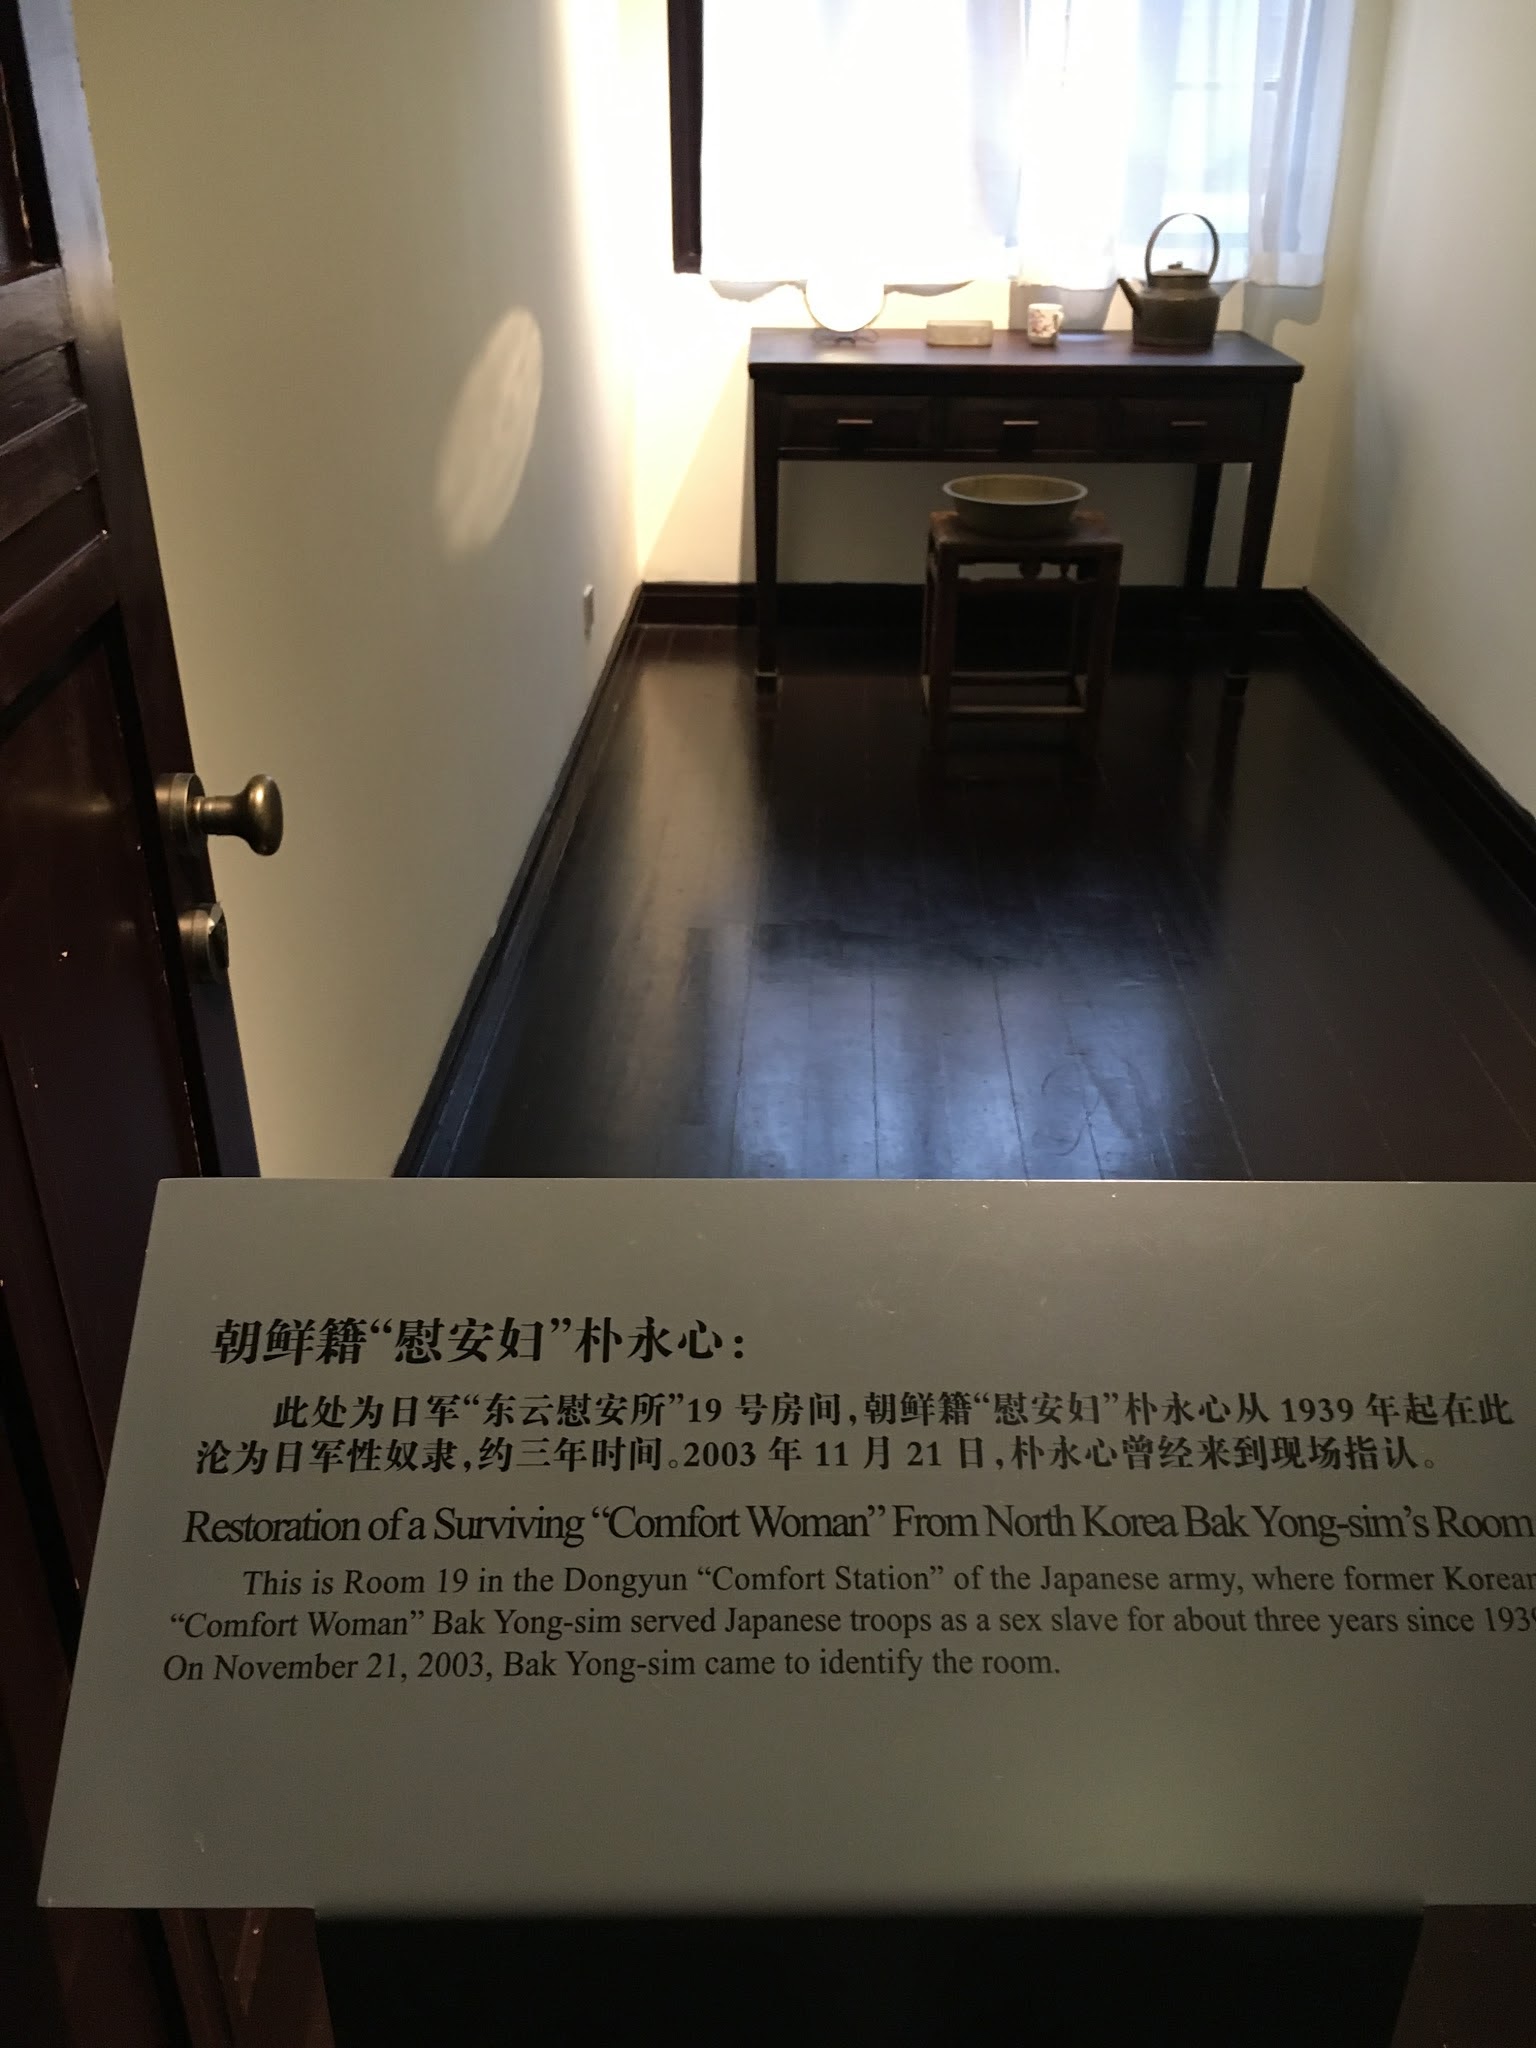 朝鲜籍“慰安妇”朴永心：
此处为日军“东云慰安所”19 号房间，朝鲜籍“慰安妇”朴永心从 1939 年起在此
沦为日军性奴隶，约三年时间。2003 年 11 月 21 日，朴永心曾经来到现场指认。
Restoration of a Surviving “Comfort Woman” From North Korea Bak Yong-sim’s Room
This is Room 19 in the Dongyun “Comfort Station” of the Japanese army, where former Korean
“Comfort Woman” Bak Yong-sim served Japanese troops as a sex slave for about three years since 1939
On November 21, 2003, Bak Yong-sim came to identify the room.